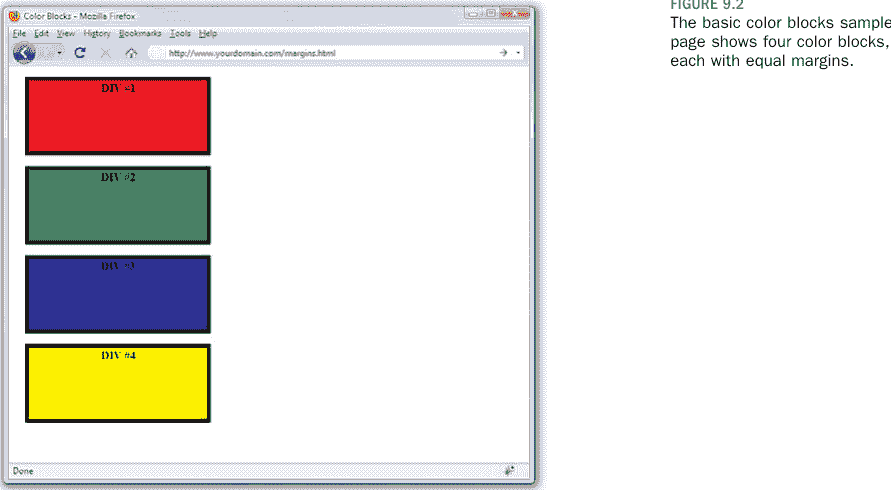 Color Blocks - Mozilla Firefox
File Edit View History Bookmarks Tools Help
http://www.yourdomain.com/margins.html
DIV #1
DIV #2
DIV #3
DIV #4
Done
FIGURE 9.2
The basic color blocks sample
page shows four color blocks,
each with equal margins.